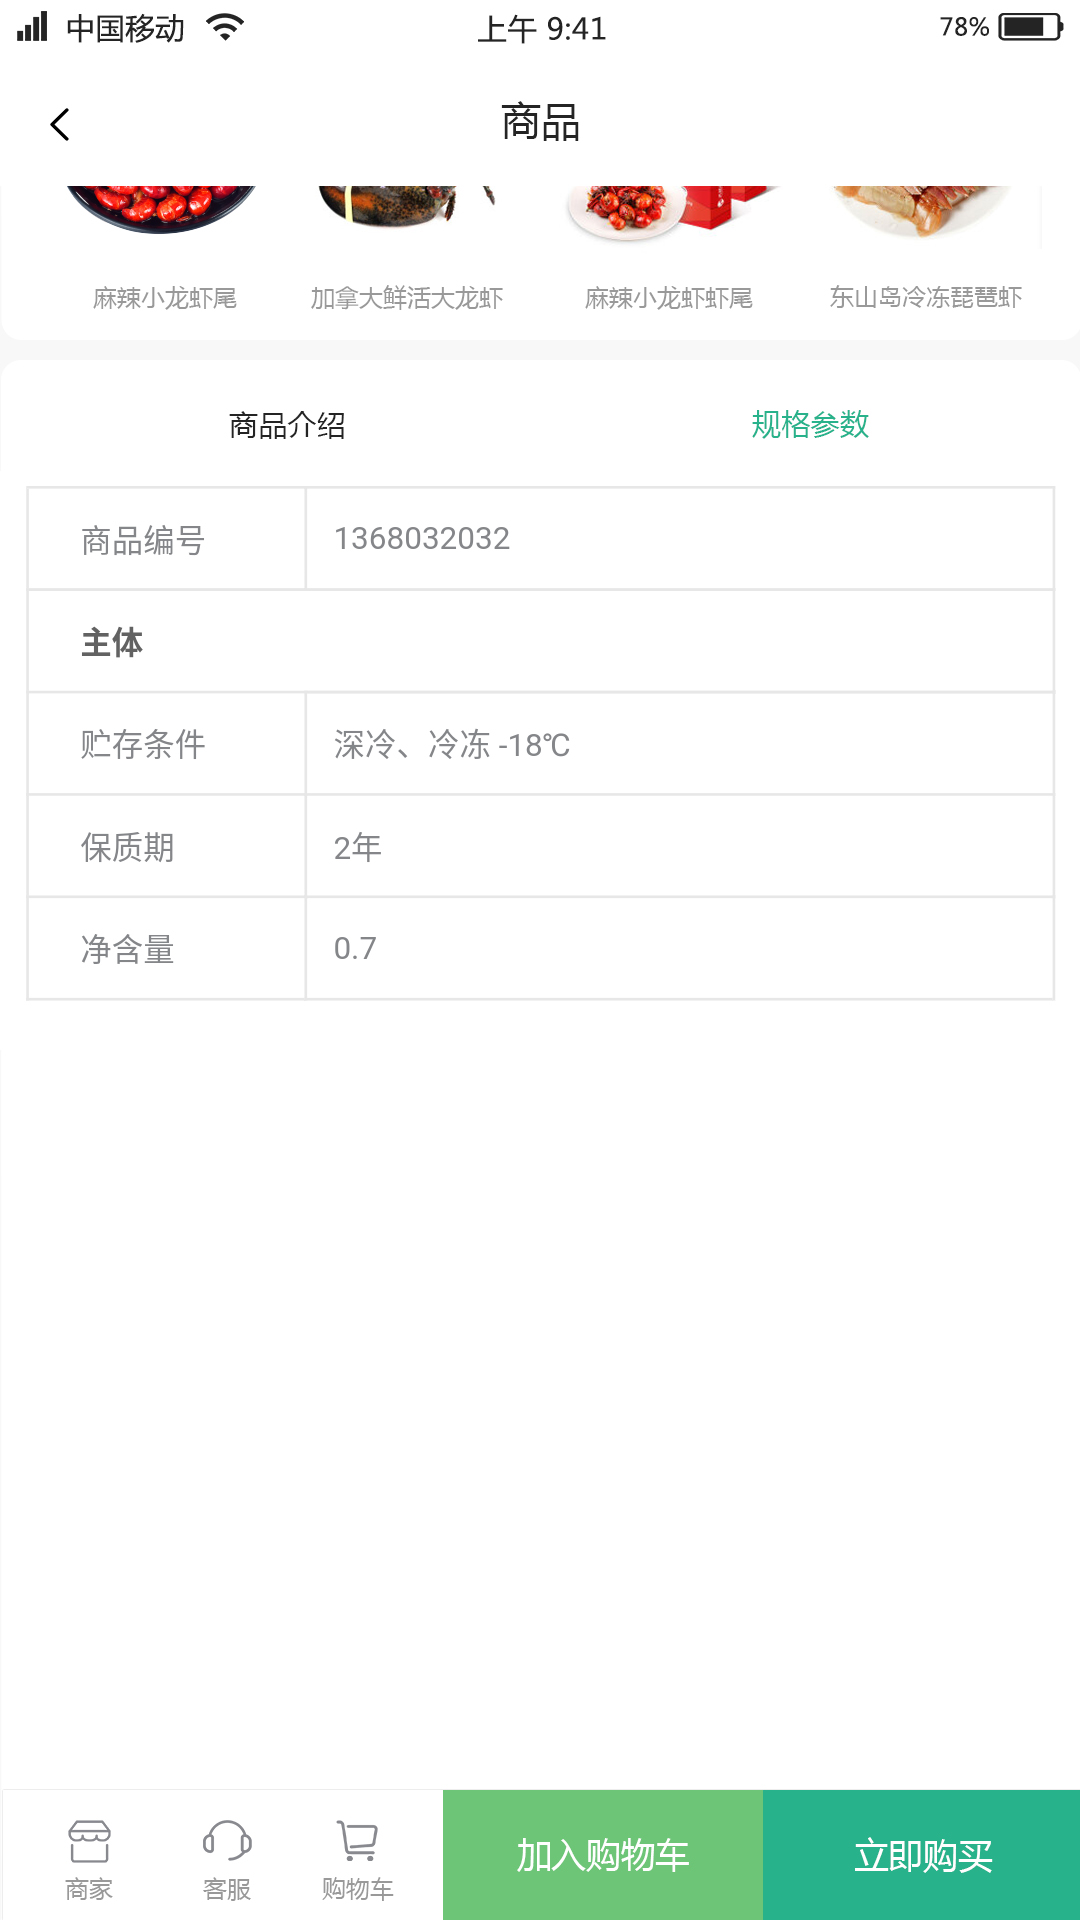 中国移动 上午 9:41 78%
商品
麻辣小龙虾尾 加拿大鲜活大龙虾 麻辣小龙虾虾尾 东山岛冷冻琵琶虾
商品介绍 规格参数
商品编号 1368032032
主体
贮存条件 深冷、冷冻 -18℃
保质期 2年
净含量 0.7
商家 客服 购物车 加入购物车 立即购买